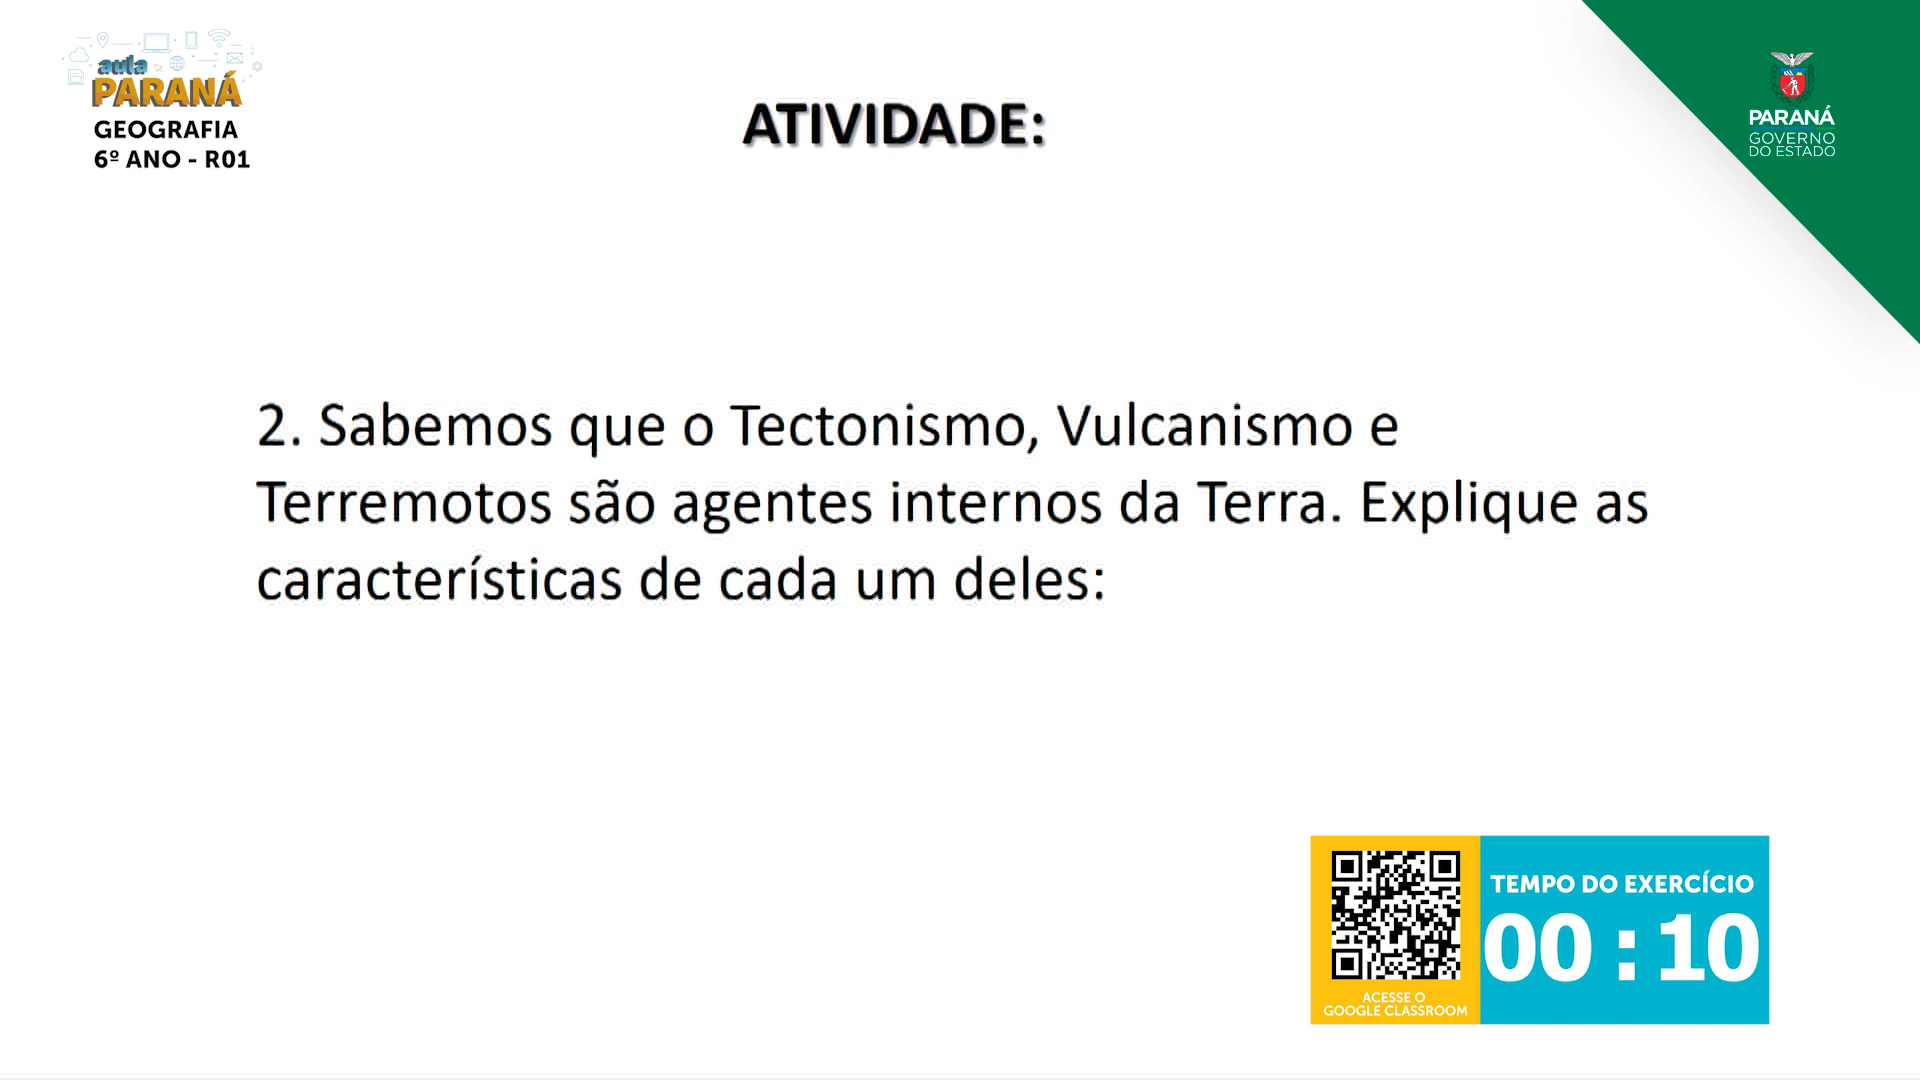 aula
PARANÁ
GEOGRAFIA
6º ANO - R01
ATIVIDADE:
PARANÁ
GOVERNO
DO ESTADO
2. Sabemos que o Tectonismo, Vulcanismo e
Terremotos são agentes internos da Terra. Explique as
características de cada um deles:
TEMPO DO EXERCÍCIO
00 : 10
ACESSE O
GOOGLE CLASSROOM